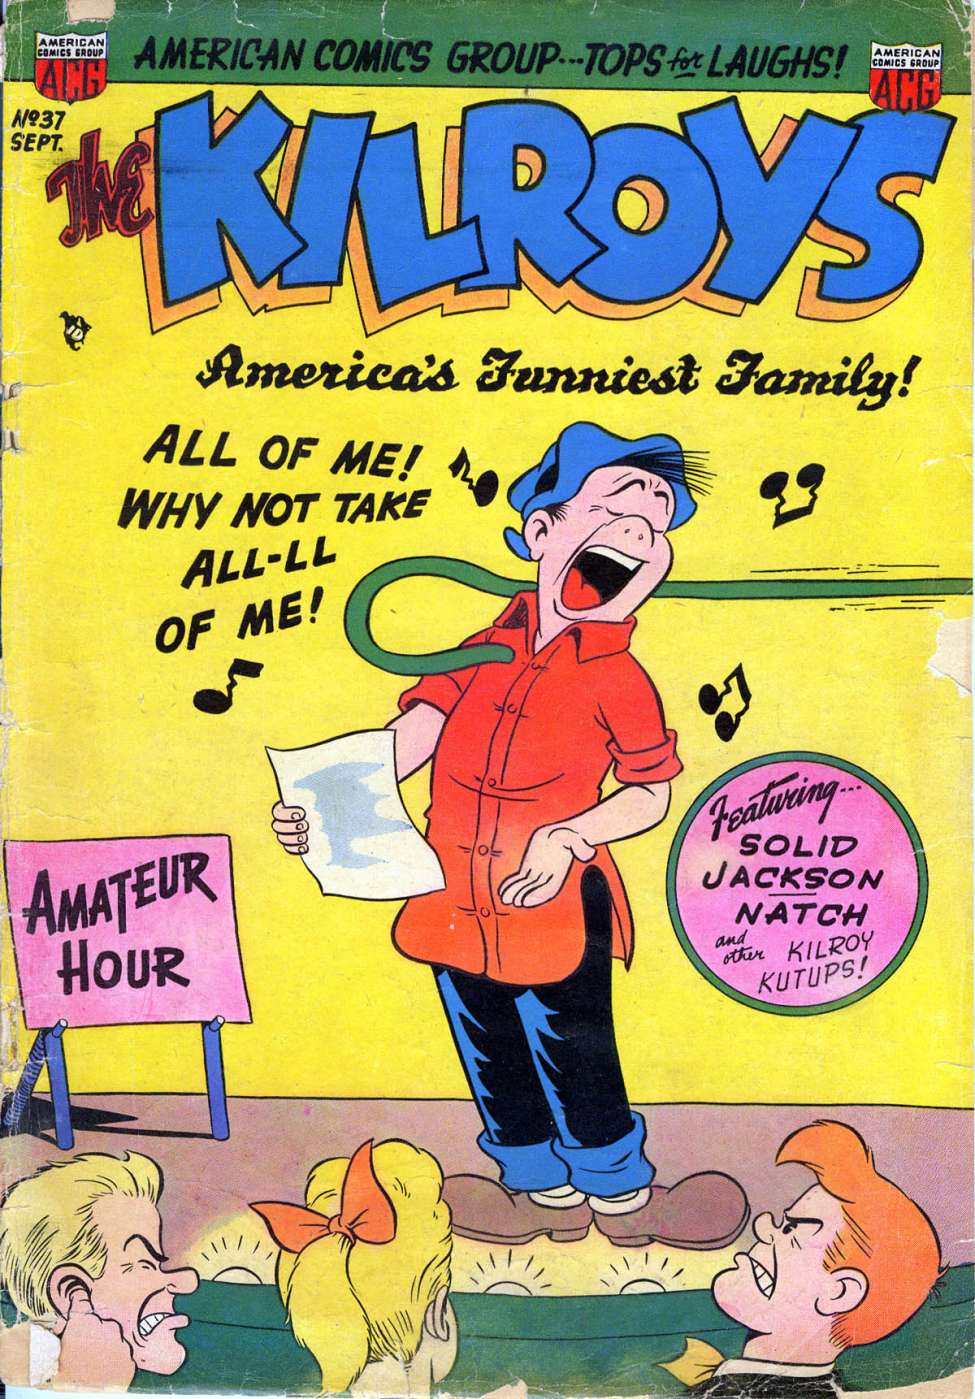 AMERICAN COMICS GROUP...TOPS for LAUGHS!
AMERICAN
COMICS GROUP
ACG
AMERICAN
COMICS GROUP
ACG
Nº37
SEPT.
THE
KILROYS
America's Funniest Family!
ALL OF ME!
WHY NOT TAKE
ALL-LL
OF ME!
Featuring...
SOLID
JACKSON
NATCH
and other KILROY
KUTUPS!
AMATEUR
HOUR